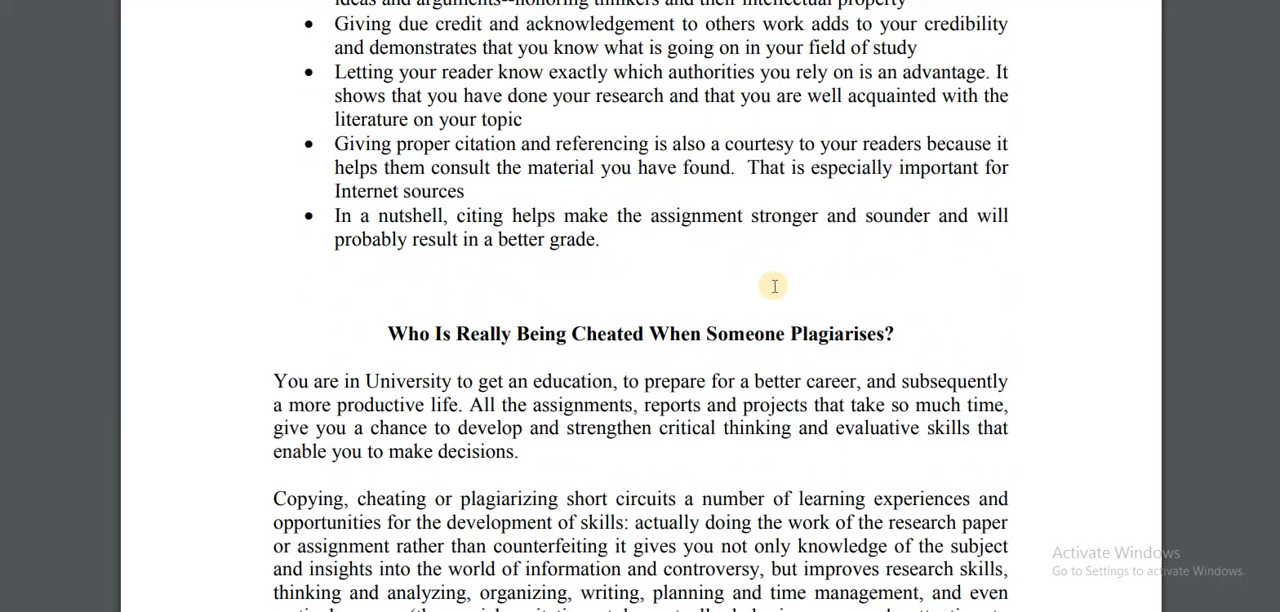 ideas and arguments--honoring thinkers and their intellectual property
• Giving due credit and acknowledgement to others work adds to your credibility
and demonstrates that you know what is going on in your field of study
• Letting your reader know exactly which authorities you rely on is an advantage. It
shows that you have done your research and that you are well acquainted with the
literature on your topic
• Giving proper citation and referencing is also a courtesy to your readers because it
helps them consult the material you have found.  That is especially important for
Internet sources
• In a nutshell, citing helps make the assignment stronger and sounder and will
probably result in a better grade.
Who Is Really Being Cheated When Someone Plagiarises?
You are in University to get an education, to prepare for a better career, and subsequently
a more productive life. All the assignments, reports and projects that take so much time,
give you a chance to develop and strengthen critical thinking and evaluative skills that
enable you to make decisions.
Copying, cheating or plagiarizing short circuits a number of learning experiences and
opportunities for the development of skills: actually doing the work of the research paper
or assignment rather than counterfeiting it gives you not only knowledge of the subject
and insights into the world of information and controversy, but improves research skills,
thinking and analyzing, organizing, writing, planning and time management, and even
Activate Windows
Go to Settings to activate Windows.